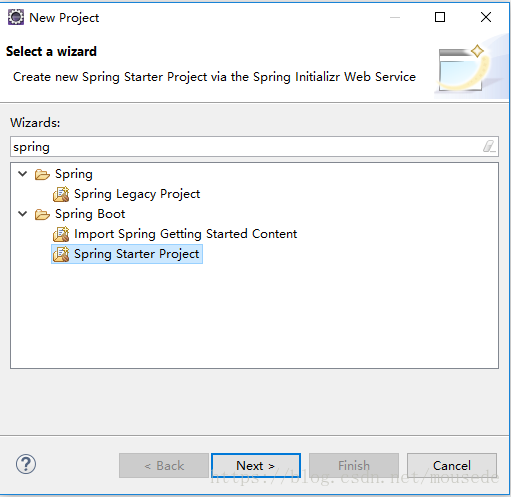 New Project
Select a wizard
Create new Spring Starter Project via the Spring Initializr Web Service
Wizards:
spring
Spring
Spring Legacy Project
Spring Boot
Import Spring Getting Started Content
Spring Starter Project
< Back Next > Finish Cancel
https://blog.csdn.net/mousede